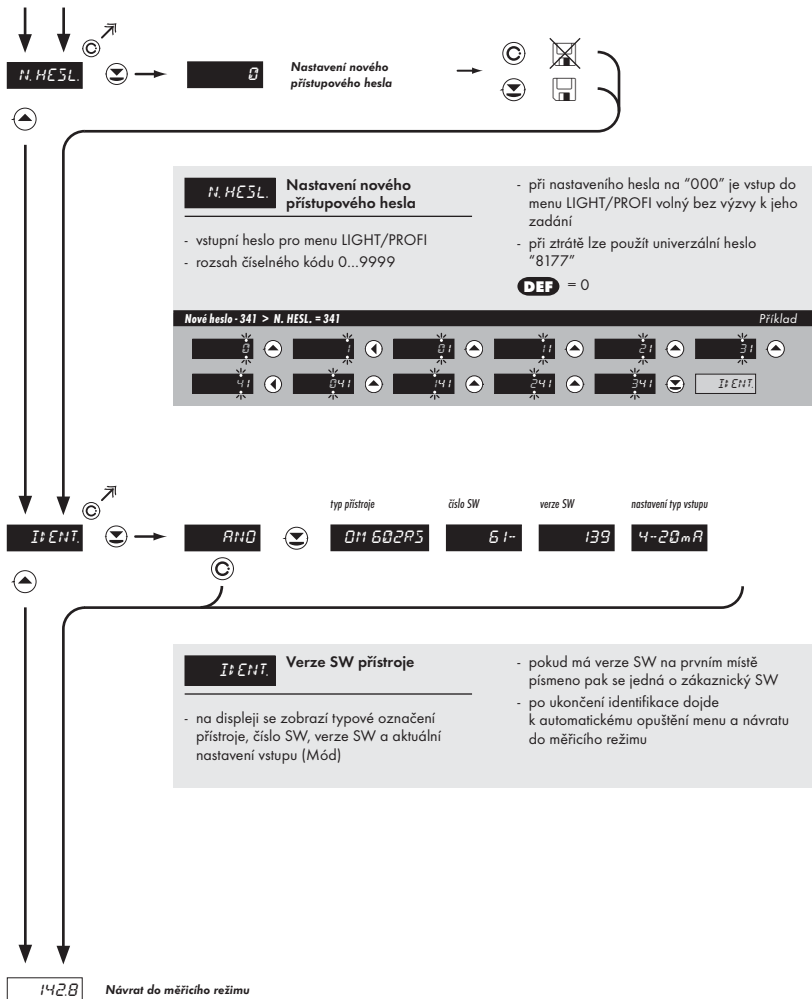 N. HESL.
0
Nastavení nového
přístupového hesla
N. HESL.
Nastavení nového
přístupového hesla
- vstupní heslo pro menu LIGHT/PROFI
- rozsah číselného kódu 0...9999
- při nastaveního hesla na "000" je vstup do
menu LIGHT/PROFI volný bez výzvy k jeho
zadání
- při ztrátě lze použít univerzální heslo
"8177"
DEF = 0
Nové heslo - 341 > N. HESL. = 341 Příklad
0 1 01 11 21 31
41 041 141 241 341 IDENT.
typ přístroje číslo SW verze SW nastavení typ vstupu
IDENT. ANO OM 602RS 61- 139 4-20mA
IDENT.
Verze SW přístroje
- na displeji se zobrazí typové označení
přístroje, číslo SW, verze SW a aktuální
nastavení vstupu (Mód)
- pokud má verze SW na prvním místě
písmeno pak se jedná o zákaznický SW
- po ukončení identifikace dojde
k automatickému opuštění menu a návratu
do měřicího režimu
142.8 Návrat do měřicího režimu